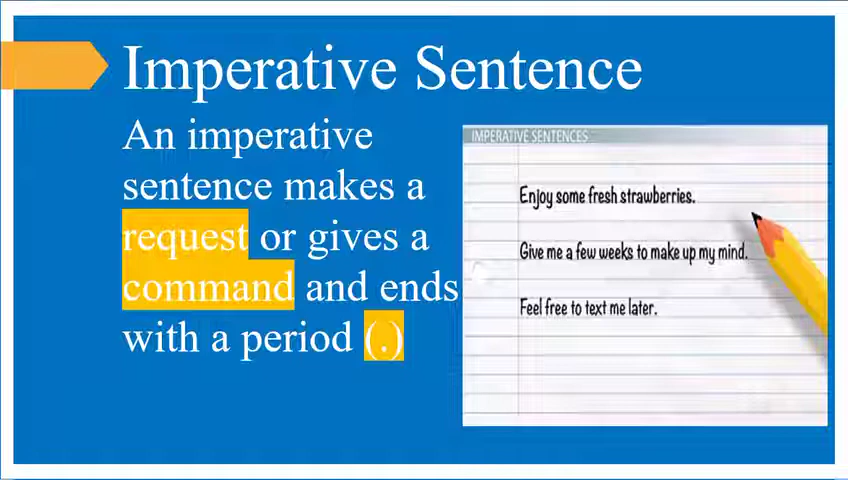 Imperative Sentence
An imperative
sentence makes a
request or gives a
command and ends
with a period (.)
IMPERATIVE SENTENCES
Enjoy some fresh strawberries.
Give me a few weeks to make up my mind.
Feel free to text me later.